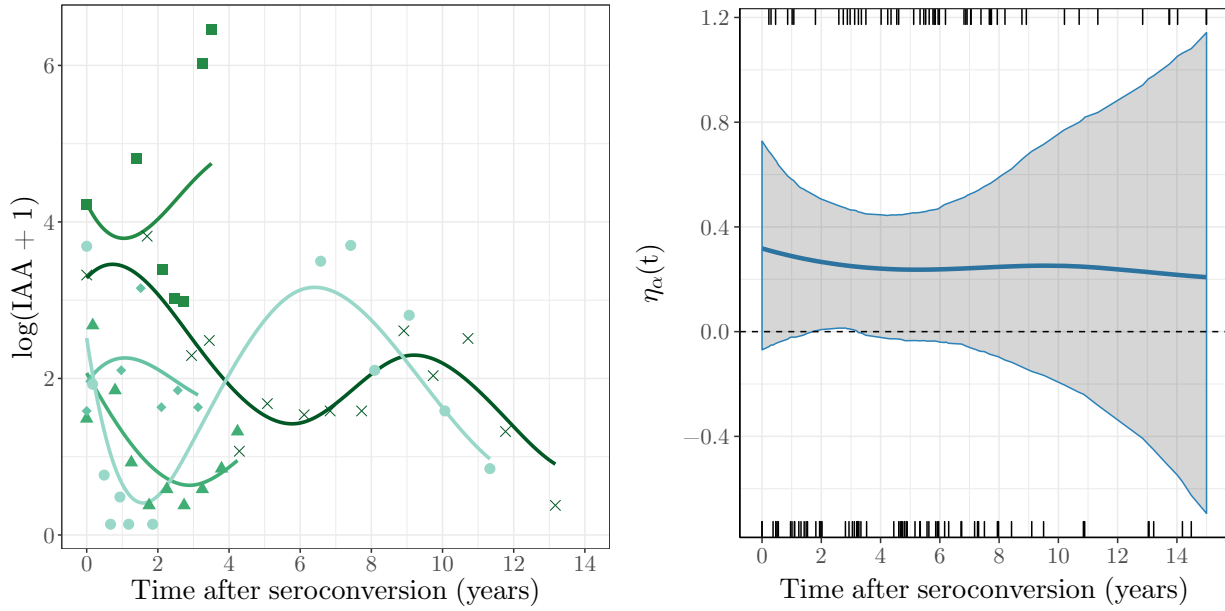 log(IAA + 1)
6
4
2
0
0 2 4 6 8 10 12 14
Time after seroconversion (years)
η_α(t)
1.2
0.8
0.4
0.0
−0.4
0 2 4 6 8 10 12 14
Time after seroconversion (years)